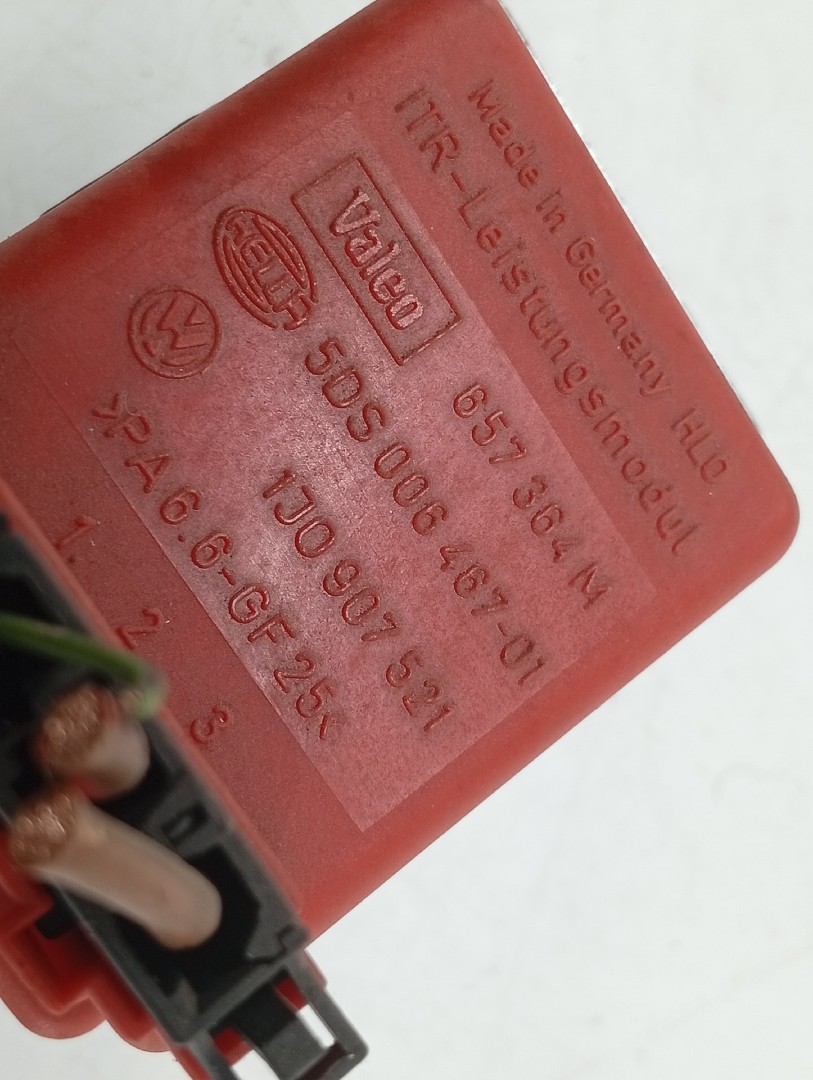 Made in Germany HLO
ITR-Leistungsmodul
Valeo
657 364 M
HELLA
5DS 006 467-01
VW
1J0 907 521
>PA6.6-GF25<
1.
2
3